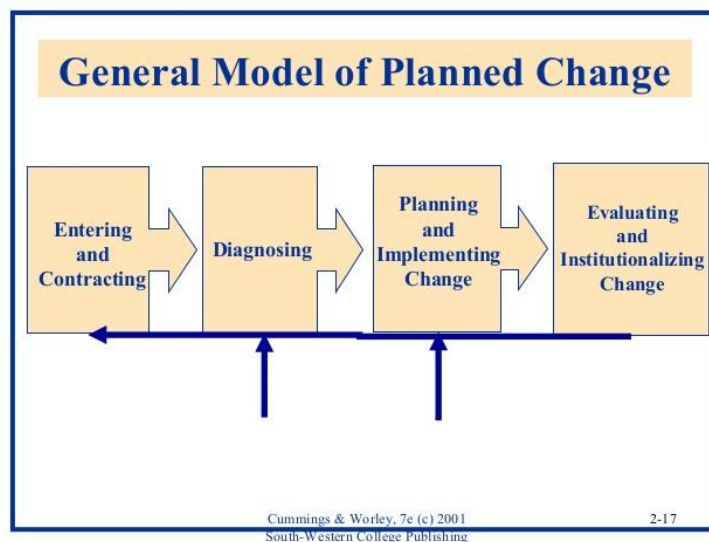 General Model of Planned Change
Entering
and
Contracting
Diagnosing
Planning
and
Implementing
Change
Evaluating
and
Institutionalizing
Change
Cummings & Worley, 7e (c) 2001
South-Western College Publishing
2-17